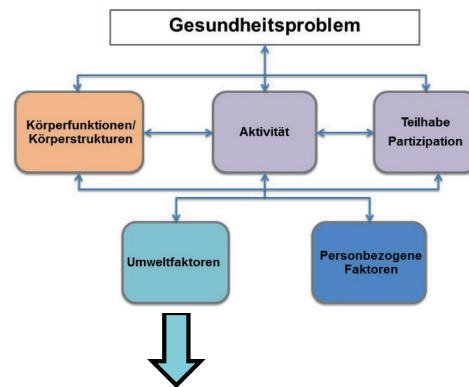 Gesundheitsproblem
Körperfunktionen/
Körperstrukturen
Aktivität
Teilhabe
Partizipation
Umweltfaktoren
Personbezogene
Faktoren